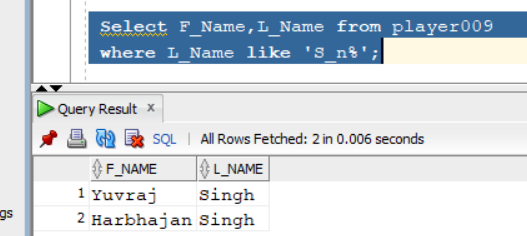 Select F_Name,L_Name from player009
where L_Name like 'S_n%';
Query Result x
SQL | All Rows Fetched: 2 in 0.006 seconds
F_NAME L_NAME
1 Yuvraj Singh
2 Harbhajan Singh
gs